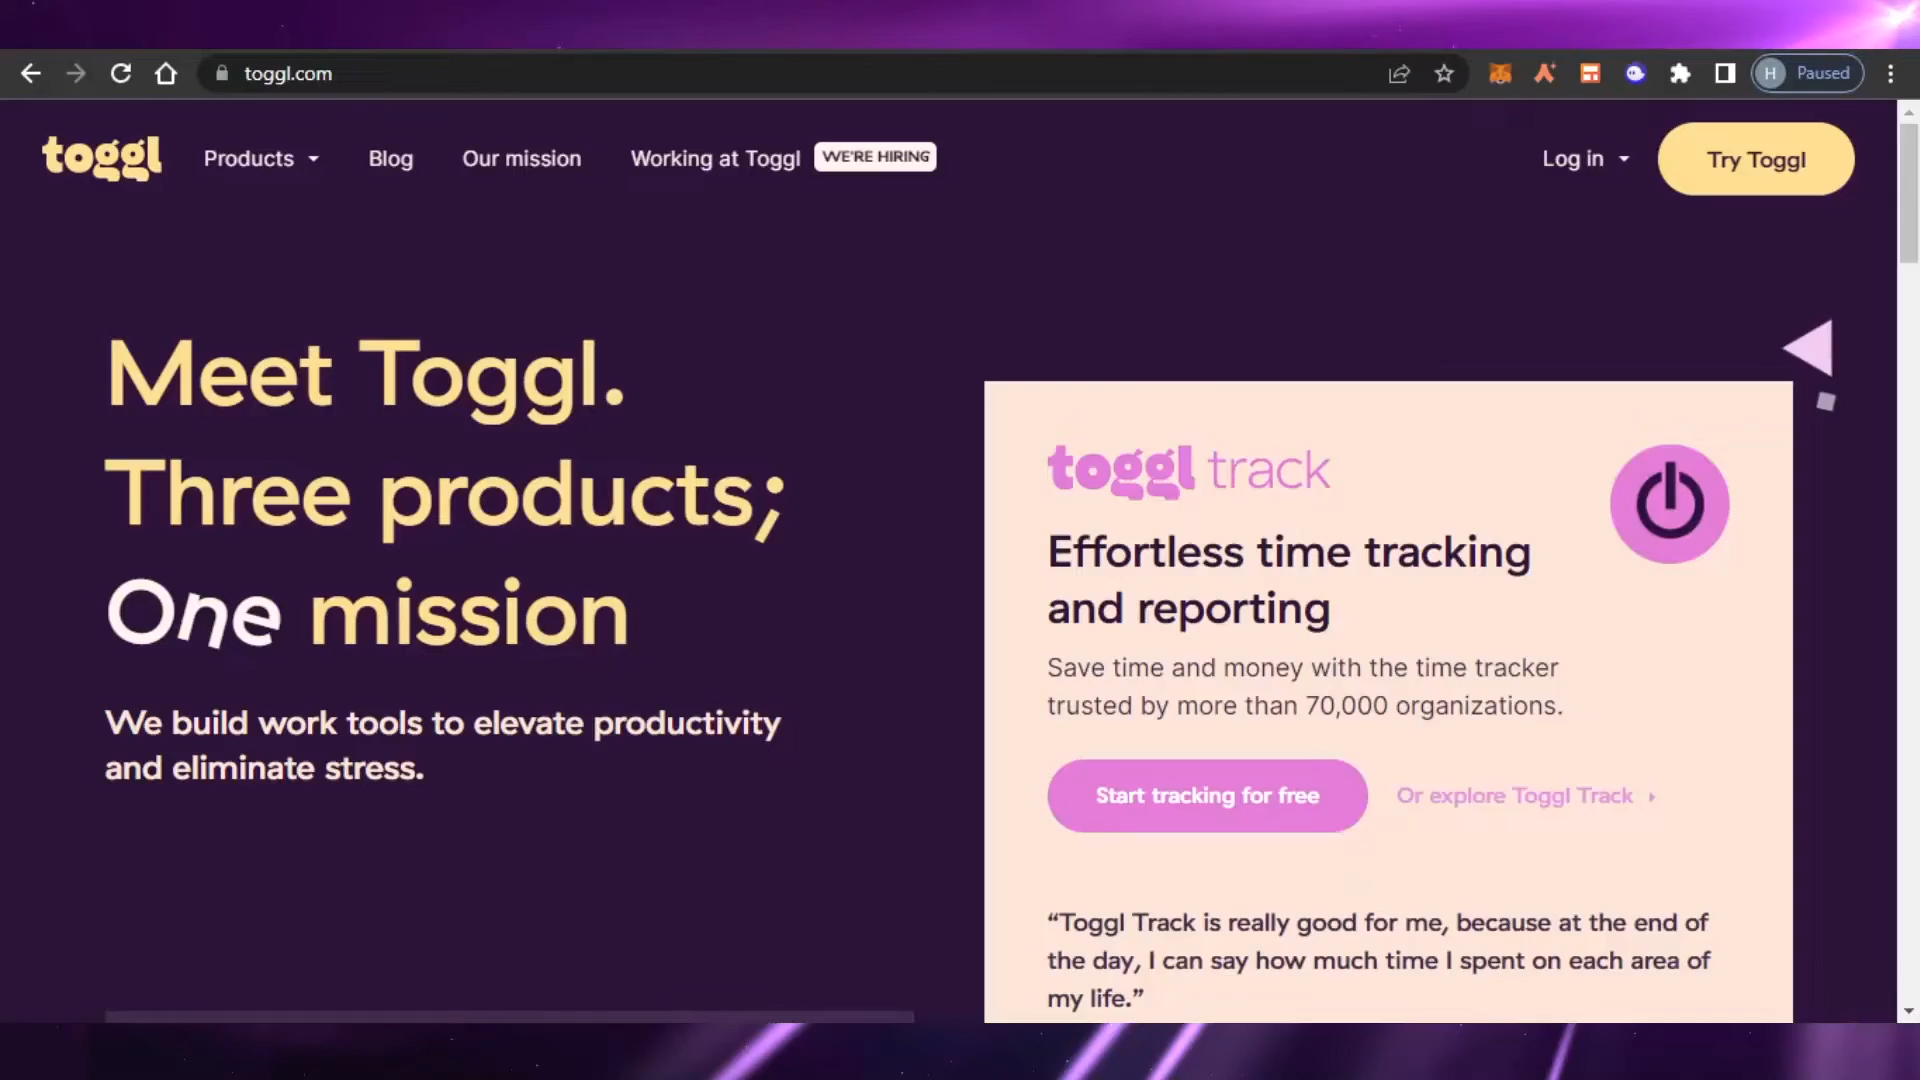 toggl.com
H Paused
toggl Products Blog Our mission Working at Toggl WE'RE HIRING Log in Try Toggl
Meet Toggl.
Three products;
One mission
We build work tools to elevate productivity
and eliminate stress.
toggl track
Effortless time tracking
and reporting
Save time and money with the time tracker
trusted by more than 70,000 organizations.
Start tracking for free Or explore Toggl Track
“Toggl Track is really good for me, because at the end of
the day, I can say how much time I spent on each area of
my life.”